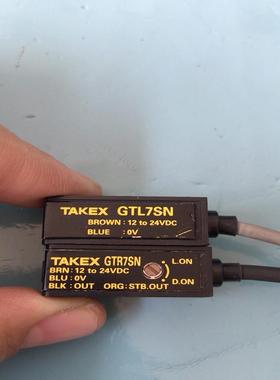 TAKEX GTL7SN
BROWN : 12 to 24VDC
BLUE : 0V
TAKEX GTR7SN
BRN: 12 to 24VDC
BLU : 0V
BLK : OUT ORG: STB.OUT
L.ON
D.ON